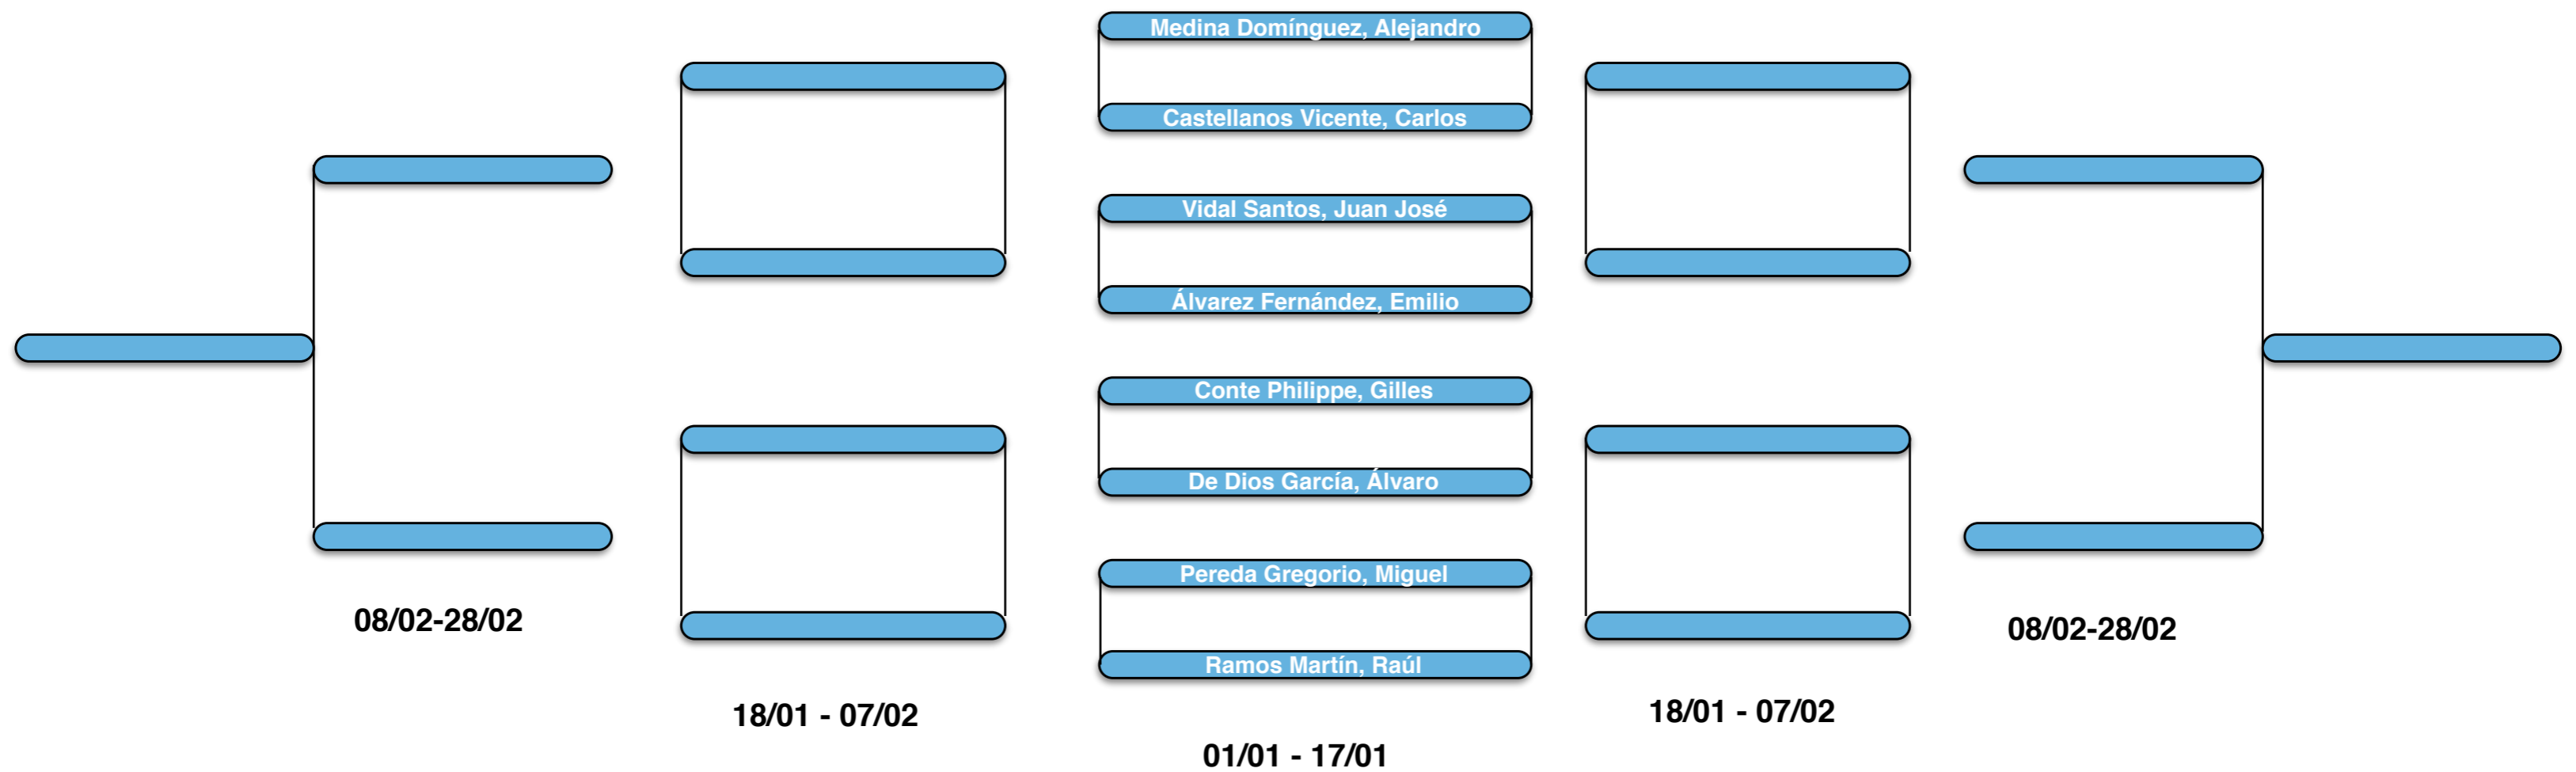 Medina Domínguez, Alejandro
Castellanos Vicente, Carlos
Vidal Santos, Juan José
Álvarez Fernández, Emilio
Conte Philippe, Gilles
De Dios García, Álvaro
Pereda Gregorio, Miguel
Ramos Martín, Raúl
08/02-28/02
18/01 - 07/02
01/01 - 17/01
18/01 - 07/02
08/02-28/02